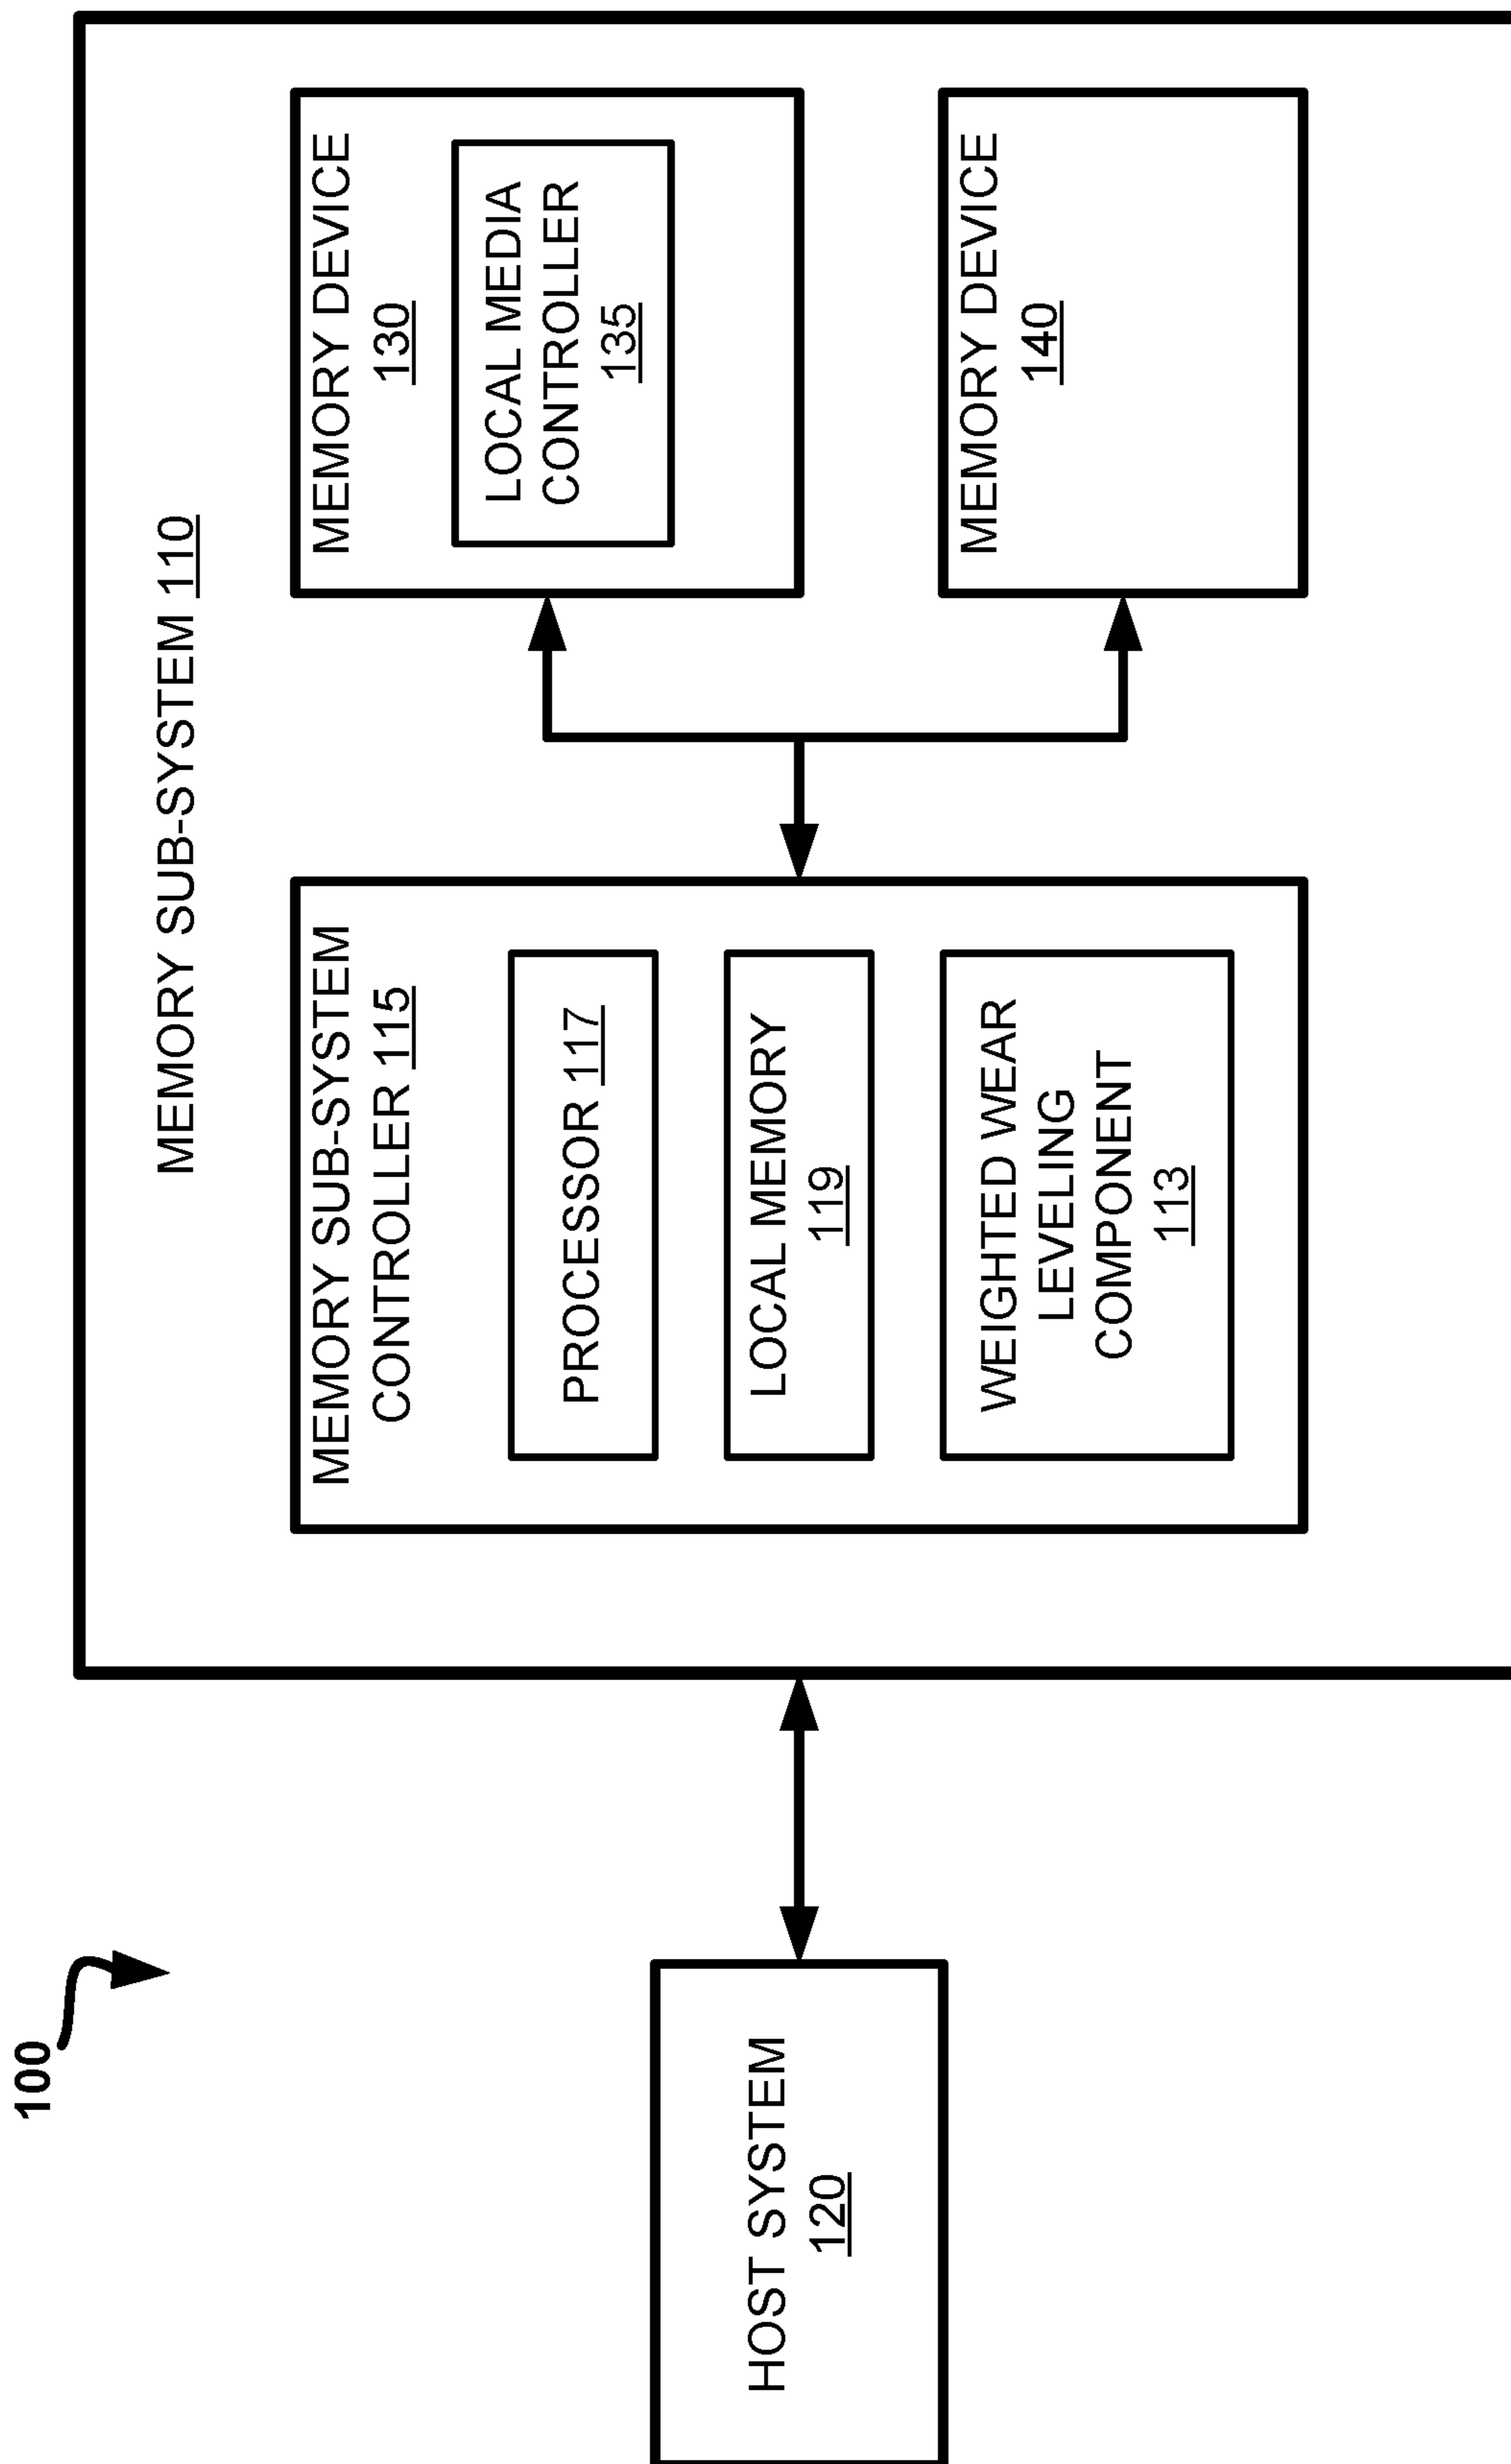 100
MEMORY SUB-SYSTEM 110
HOST SYSTEM
120
MEMORY SUB-SYSTEM
CONTROLLER 115
PROCESSOR 117
LOCAL MEMORY
119
WEIGHTED WEAR
LEVELING
COMPONENT
113
MEMORY DEVICE
130
LOCAL MEDIA
CONTROLLER
135
MEMORY DEVICE
140